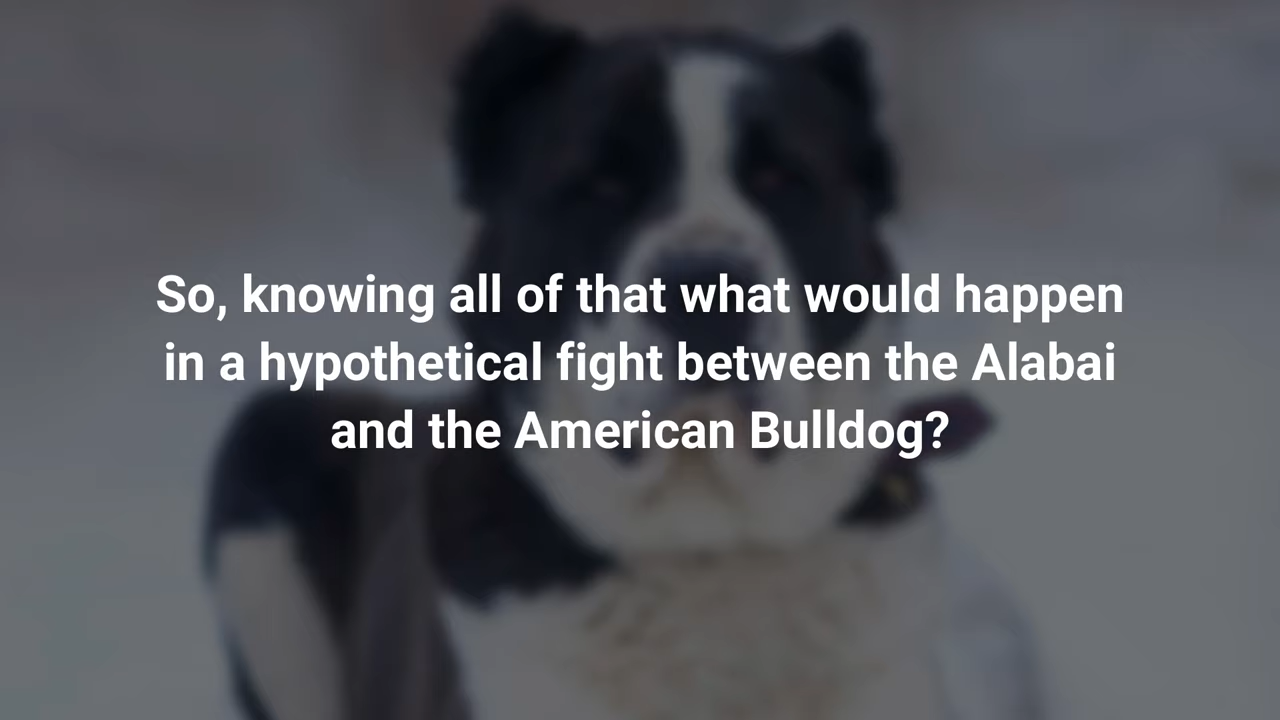 So, knowing all of that what would happen
in a hypothetical fight between the Alabai
and the American Bulldog?